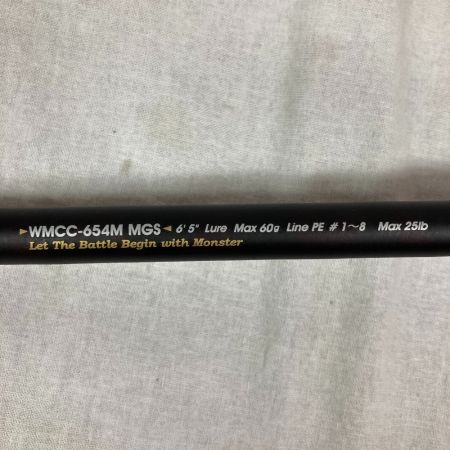 ▶WMCC-654M MGS◀ 6'5" Lure Max 60g Line PE #1～8 Max 25lb
Let The Battle Begin with Monster